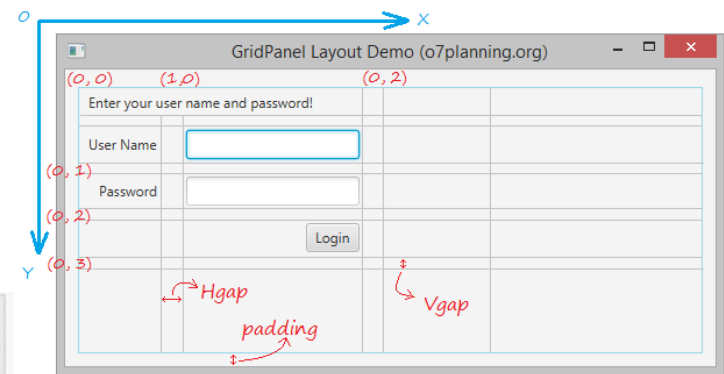 O
X
GridPanel Layout Demo (o7planning.org)
(0, 0) (1,0) (0, 2)
Enter your user name and password!
User Name
(0, 1)
Password
(0, 2)
Login
Y (0, 3)
Hgap
Vgap
padding